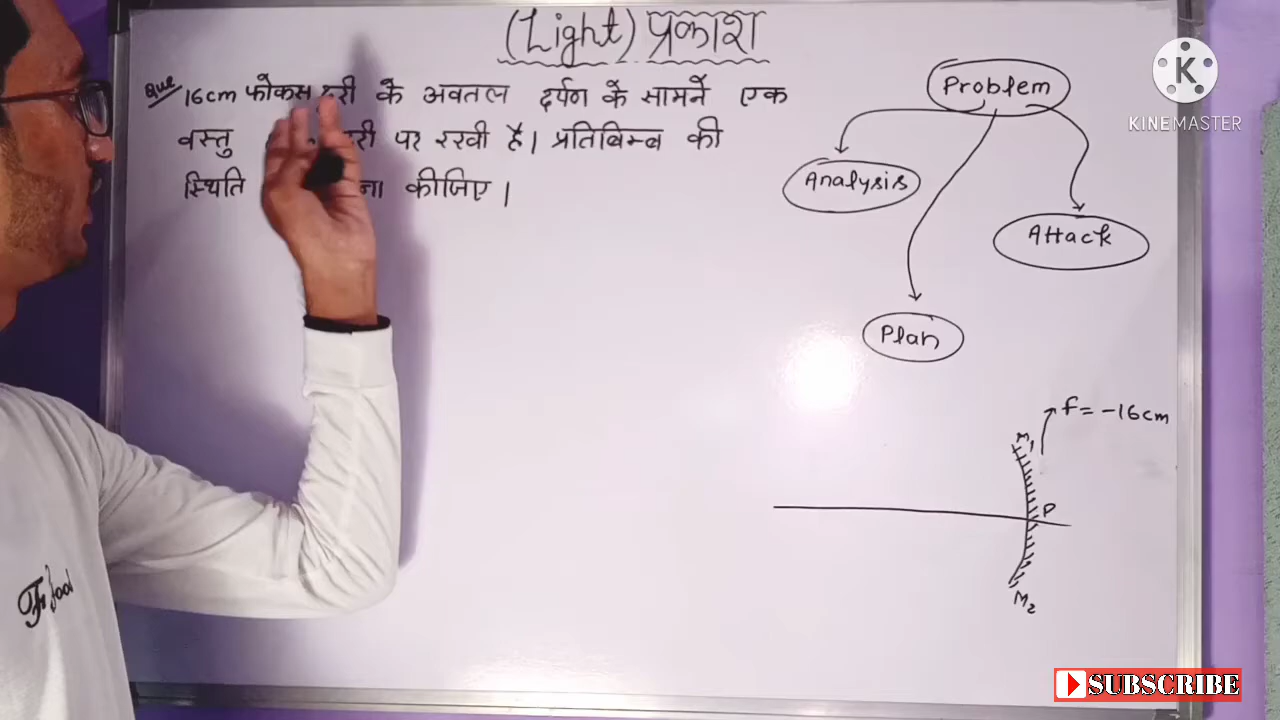 (Light) प्रकाश
Que 16cm फोकस दूरी के अवतल दर्पण के सामने एक
वस्तु पर रखी है। प्रतिबिम्ब की
स्थिति कीजिए।
Problem
Analysis
Attack
Plan
f = -16cm
M1
P
M2
KINEMASTER
SUBSCRIBE